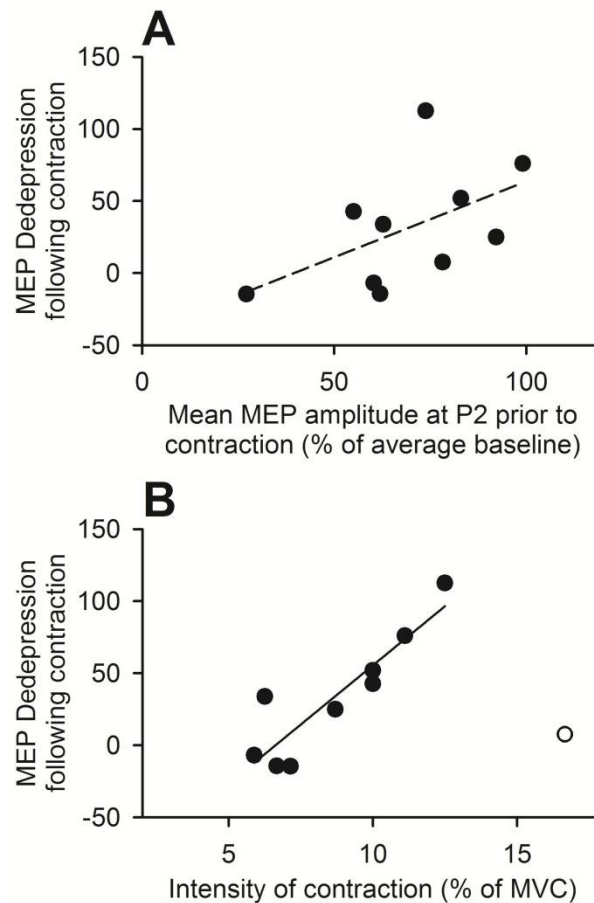 A
150
100
50
0
-50
MEP Dedepression
following contraction
0 50 100
Mean MEP amplitude at P2 prior to
contraction (% of average baseline)
B
150
100
50
0
-50
MEP Dedepression
following contraction
5 10 15
Intensity of contraction (% of MVC)